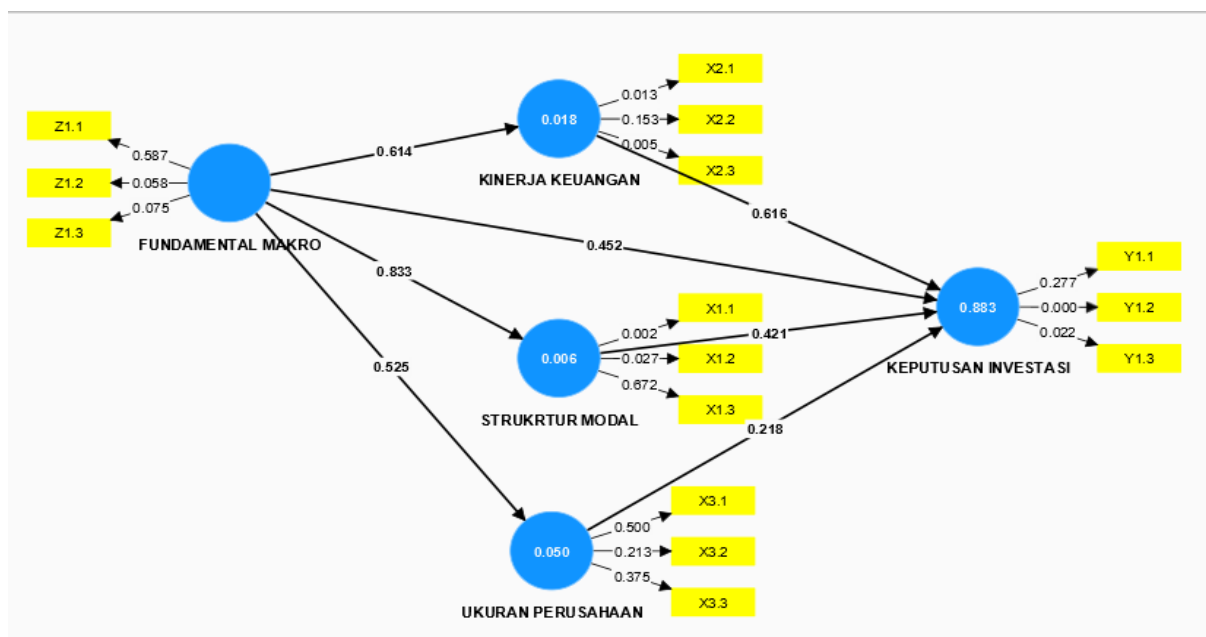 X2.1
0.013
Z1.1
0.018
0.153
X2.2
0.587
0.614
0.005
Z1.2
0.058
KINERJA KEUANGAN
X2.3
0.075
Z1.3
0.616
FUNDAMENTAL MAKRO
0.452
Y1.1
0.833
0.277
X1.1
0.883
0.000
Y1.2
0.002
0.421
0.022
0.006
0.027
X1.2
Y1.3
0.525
0.672
KEPUTUSAN INVESTASI
X1.3
STRUKRTUR MODAL
0.218
X3.1
0.500
0.050
0.213
X3.2
0.375
X3.3
UKURAN PERUSAHAAN